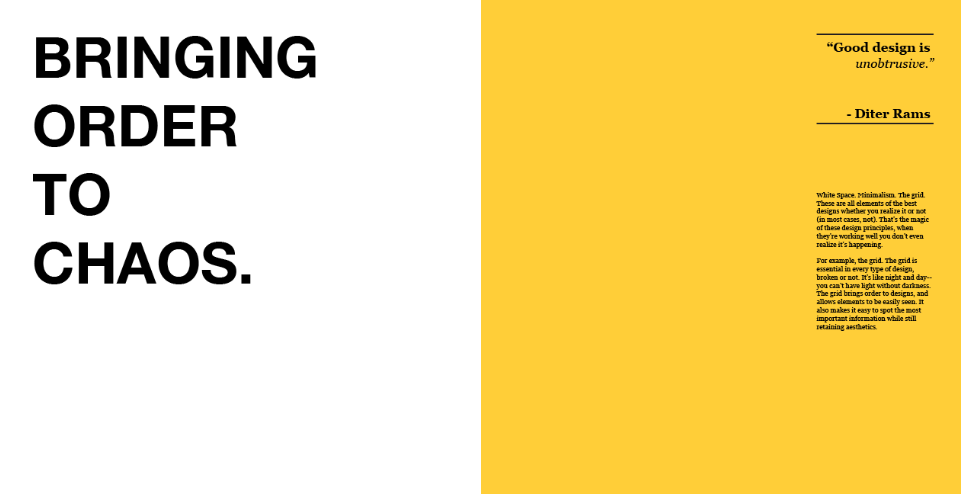 BRINGING
ORDER
TO
CHAOS.
“Good design is
unobtrusive.”
- Diter Rams
White Space. Minimalism. The grid.
These are all elements of the best
designs whether you realize it or not
(in most cases, not). That's the magic
of these design principles, when
they're working well you don't even
realize it's happening.
For example, the grid. The grid is
essential in every type of design,
broken or not. It's like night and day--
you can't have light without darkness.
The grid brings order to designs, and
allows elements to be easily seen. It
also makes it easy to spot the most
important information while still
retaining aesthetics.